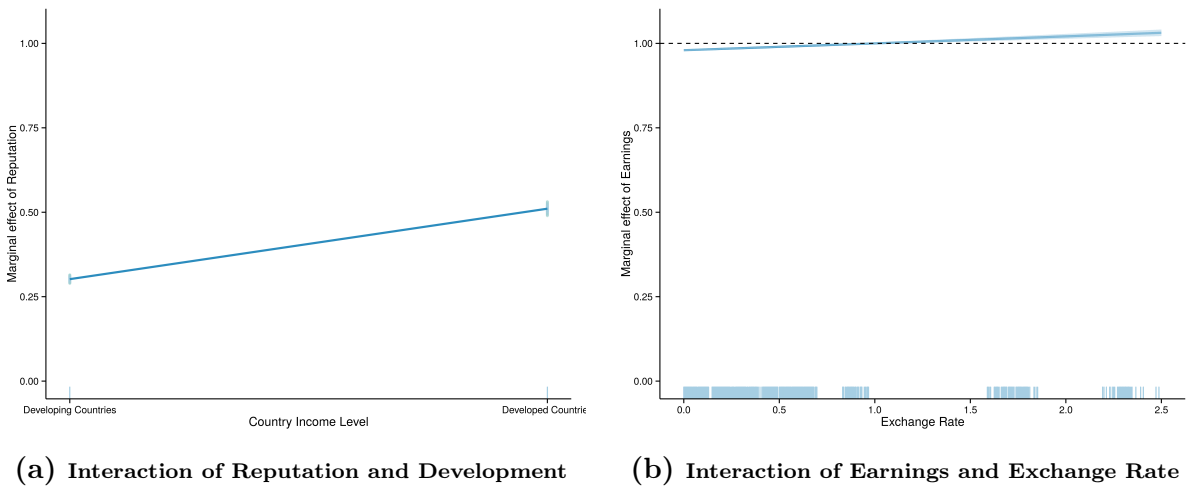 1.00
0.75
0.50
0.25
0.00
Marginal effect of Reputation
Developing Countries
Developed Countrie
Country Income Level
(a) Interaction of Reputation and Development
1.00
0.75
0.50
0.25
0.00
Marginal effect of Earnings
0.0 0.5 1.0 1.5 2.0 2.5
Exchange Rate
(b) Interaction of Earnings and Exchange Rate